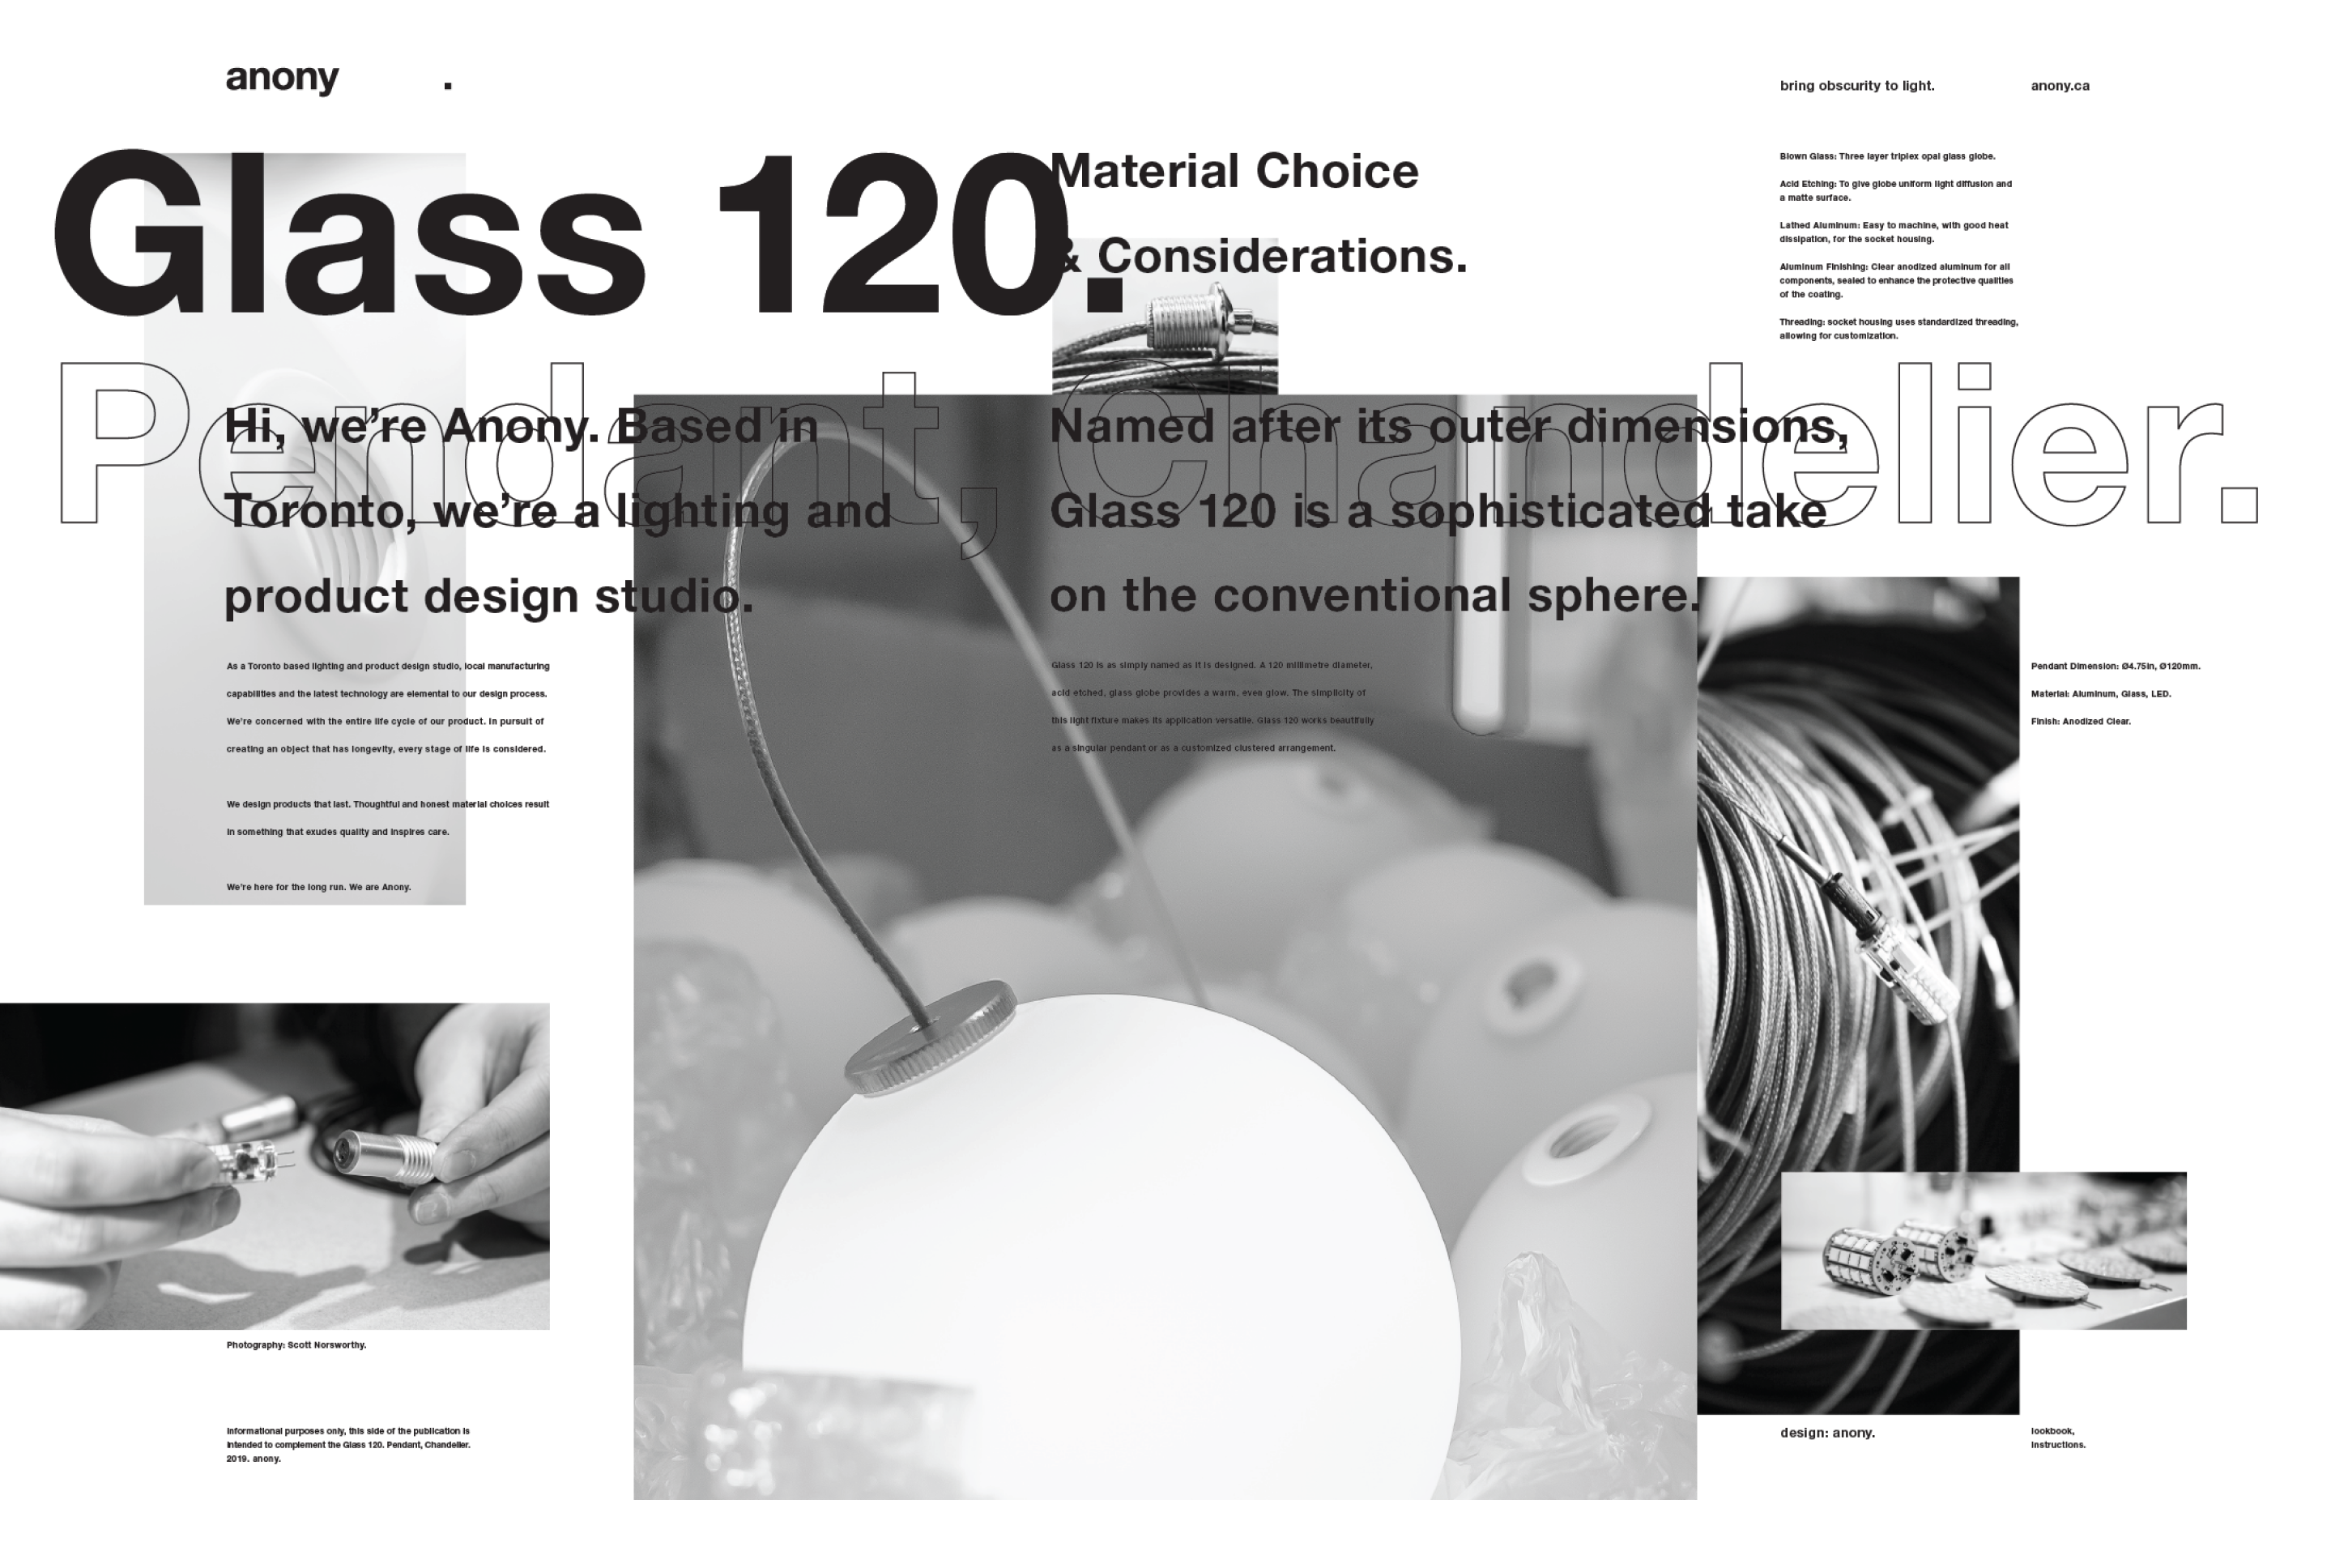 anony .
bring obscurity to light.
anony.ca
Glass 120.
Pendant, Chandelier.
Material Choice
& Considerations.
Blown Glass: Three layer triplex opal glass globe.
Acid Etching: To give globe uniform light diffusion and
a matte surface.
Lathed Aluminum: Easy to machine, with good heat
dissipation, for the socket housing.
Aluminum Finishing: Clear anodized aluminum for all
components, sealed to enhance the protective qualities
of the coating.
Threading: socket housing uses standardized threading,
allowing for customization.
Hi, we’re Anony. Based in
Toronto, we’re a lighting and
product design studio.
As a Toronto based lighting and product design studio, local manufacturing
capabilities and the latest technology are elemental to our design process.
We’re concerned with the entire life cycle of our product. In pursuit of
creating an object that has longevity, every stage of life is considered.
We design products that last. Thoughtful and honest material choices result
in something that exudes quality and inspires care.
We’re here for the long run. We are Anony.
Named after its outer dimensions,
Glass 120 is a sophisticated take
on the conventional sphere.
Glass 120 is as simply named as it is designed. A 120 millimetre diameter,
acid etched, glass globe provides a warm, even glow. The simplicity of
this light fixture makes its application versatile. Glass 120 works beautifully
as a singular pendant or as a customized clustered arrangement.
Pendant Dimension: Ø4.75in, Ø120mm.
Material: Aluminum, Glass, LED.
Finish: Anodized Clear.
Photography: Scott Norsworthy.
Informational purposes only, this side of the publication is
intended to complement the Glass 120. Pendant, Chandelier.
2019. anony.
design: anony.
lookbook,
instructions.